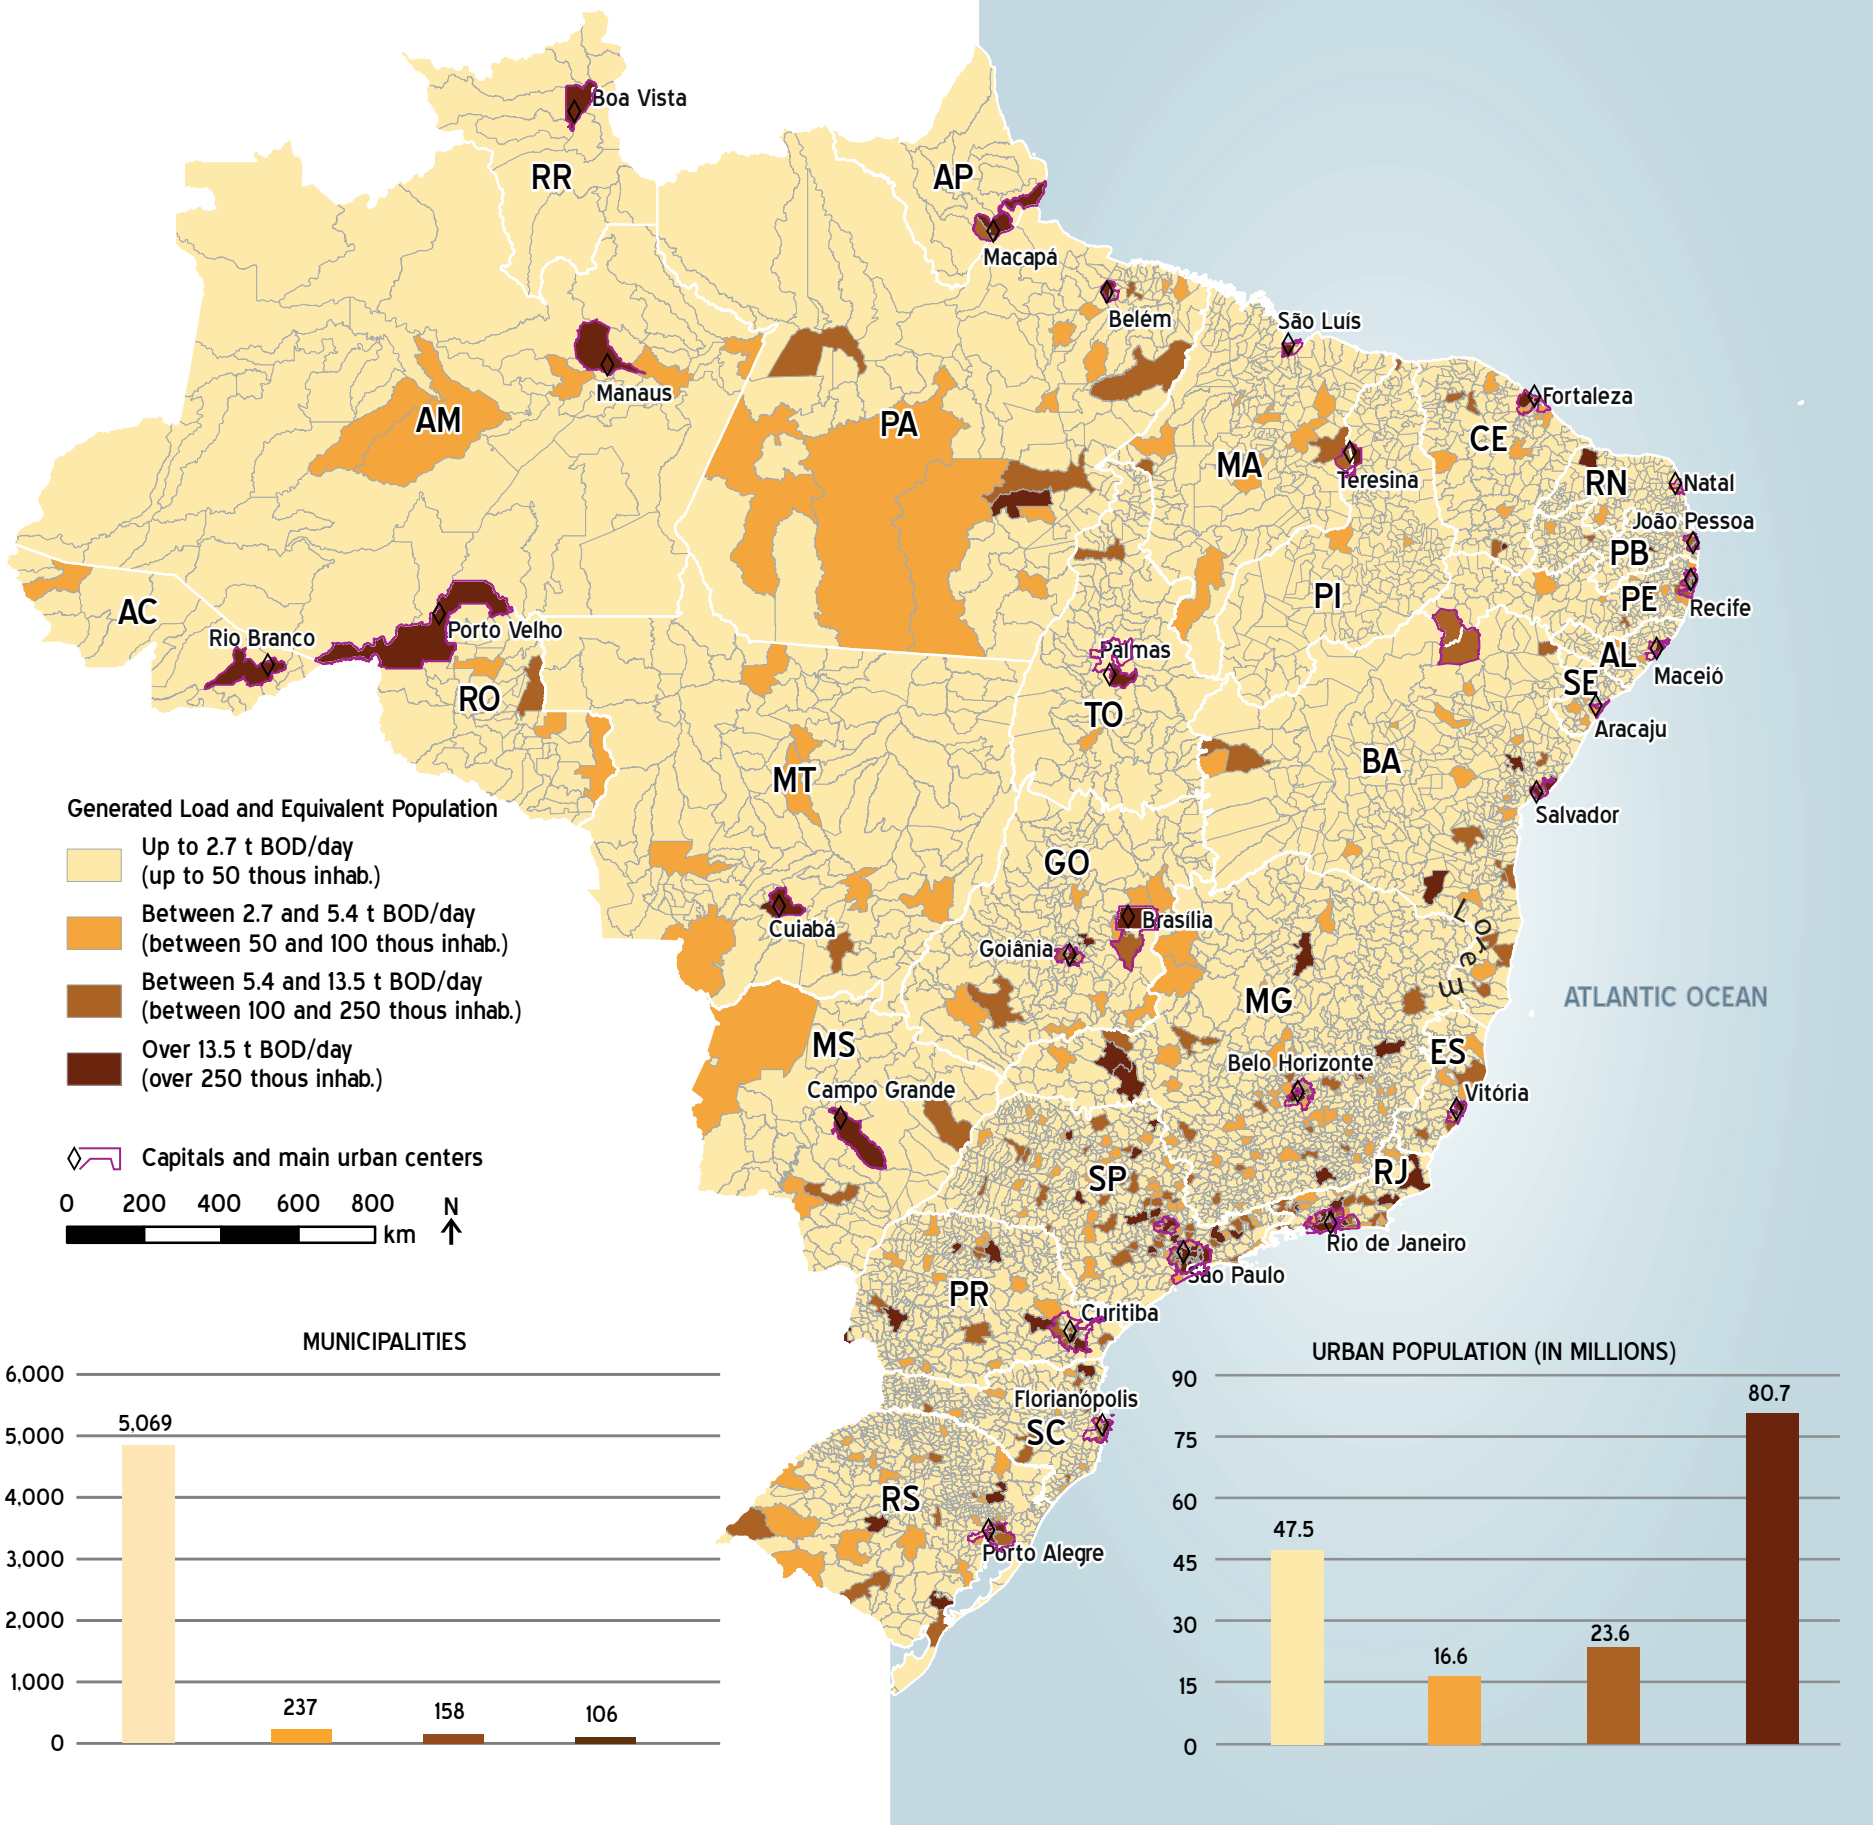 Boa Vista
RR
AP
Macapá
Belém
São Luís
Manaus
Fortaleza
AM
PA
CE
MA
Teresina
RN
Natal
João Pessoa
PB
PI
PE
Recife
AC
Rio Branco
Porto Velho
Palmas
AL
Maceió
SE
RO
TO
Aracaju
BA
MT
Salvador
GO
Cuiabá
Brasília
Goiânia
Lorem
MG
ATLANTIC OCEAN
MS
ES
Belo Horizonte
Campo Grande
Vitória
SP
RJ
Rio de Janeiro
São Paulo
PR
Curitiba
Florianópolis
SC
RS
Porto Alegre
Generated Load and Equivalent Population
Up to 2.7 t BOD/day
(up to 50 thous inhab.)
Between 2.7 and 5.4 t BOD/day
(between 50 and 100 thous inhab.)
Between 5.4 and 13.5 t BOD/day
(between 100 and 250 thous inhab.)
Over 13.5 t BOD/day
(over 250 thous inhab.)
Capitals and main urban centers
0 200 400 600 800
km
N
MUNICIPALITIES
6,000
5,000
4,000
3,000
2,000
1,000
0
5,069
237
158
106
URBAN POPULATION (IN MILLIONS)
90
75
60
45
30
15
0
47.5
16.6
23.6
80.7